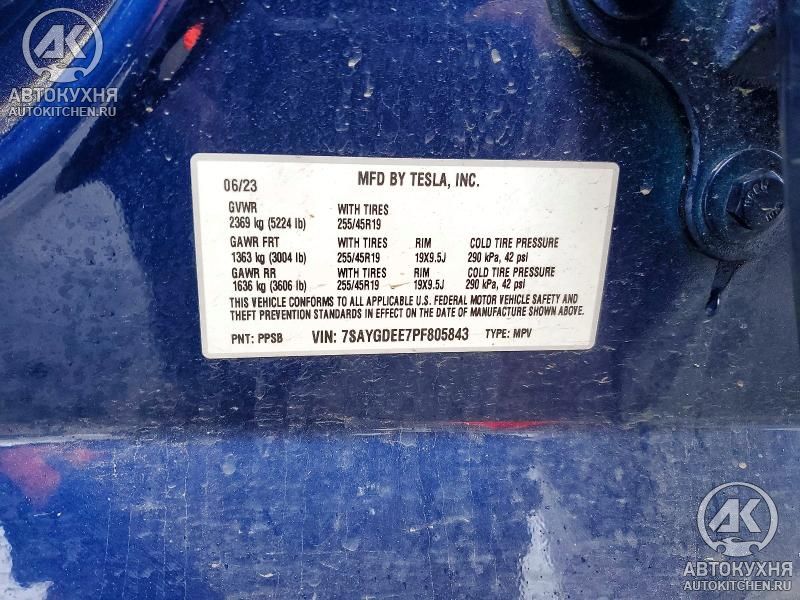 АК
АВТОКУХНЯ
AUTOKITCHEN.RU
06/23 MFD BY TESLA, INC.
GVWR WITH TIRES
2369 kg (5224 lb) 255/45R19
GAWR FRT WITH TIRES RIM COLD TIRE PRESSURE
1363 kg (3004 lb) 255/45R19 19X9.5J 290 kPa, 42 psi
GAWR RR WITH TIRES RIM COLD TIRE PRESSURE
1636 kg (3606 lb) 255/45R19 19X9.5J 290 kPa, 42 psi
THIS VEHICLE CONFORMS TO ALL APPLICABLE U.S. FEDERAL MOTOR VEHICLE SAFETY AND
THEFT PREVENTION STANDARDS IN EFFECT ON THE DATE OF MANUFACTURE SHOWN ABOVE.
PNT: PPSB VIN: 7SAYGDEE7PF805843 TYPE: MPV
АК
АВТОКУХНЯ
AUTOKITCHEN.RU